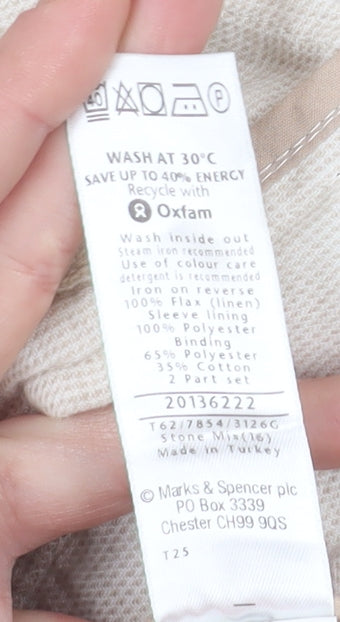 40 P
WASH AT 30°C
SAVE UP TO 40% ENERGY
Recycle with
Oxfam
Wash inside out
Steam iron recommended
Use of colour care
detergent is recommended
Iron on reverse
100% Flax (linen)
Sleeve lining
100% Polyester
Binding
65% Polyester
35% Cotton
2 Part set
20136222
T62/7854/3126G
Stone Mix(16)
Made in Turkey
© Marks & Spencer plc
PO Box 3339
Chester CH99 9QS
T25